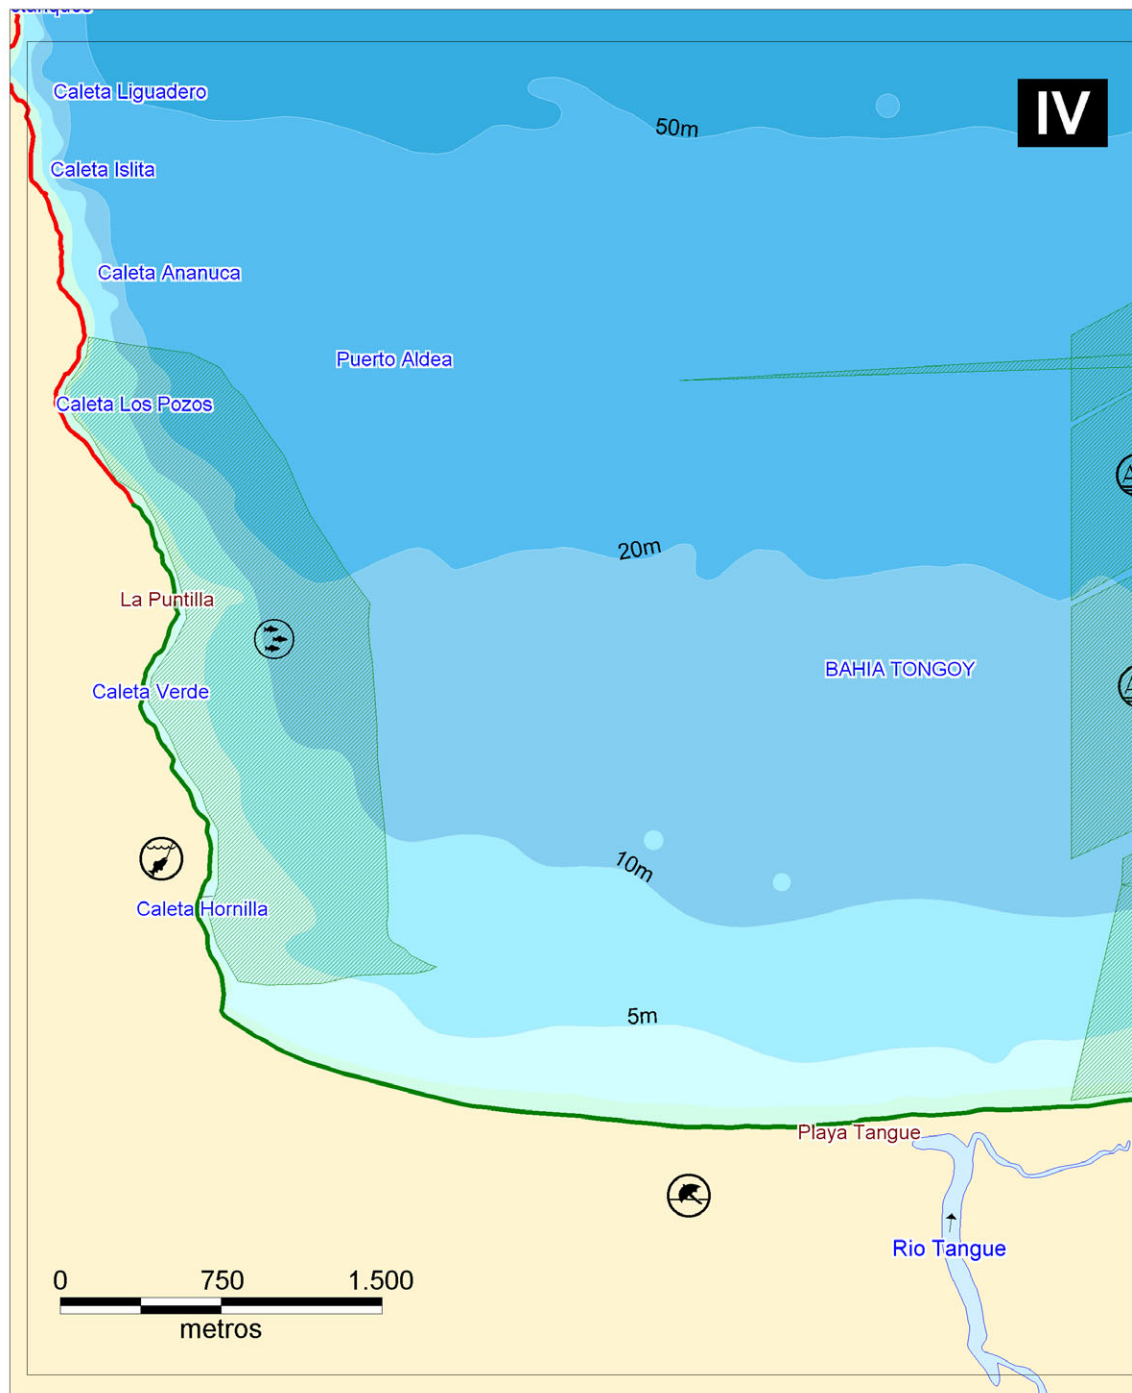 Caleta Liguadero
IV
50m
Caleta Islita
Caleta Ananuca
Puerto Aldea
Caleta Los Pozos
20m
La Puntilla
BAHIA TONGOY
Caleta Verde
10m
Caleta Hornilla
5m
Playa Tangue
Rio Tangue
0 750 1.500
metros